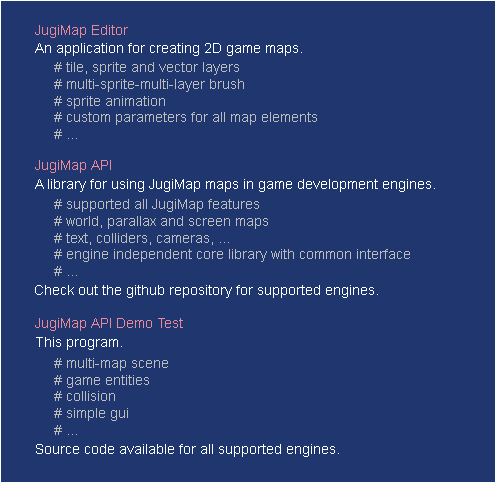 JugiMap Editor
An application for creating 2D game maps.
# tile, sprite and vector layers
# multi-sprite-multi-layer brush
# sprite animation
# custom parameters for all map elements
# ...
JugiMap API
A library for using JugiMap maps in game development engines.
# supported all JugiMap features
# world, parallax and screen maps
# text, colliders, cameras, ...
# engine independent core library with common interface
# ...
Check out the github repository for supported engines.
JugiMap API Demo Test
This program.
# multi-map scene
# game entities
# collision
# simple gui
# ...
Source code available for all supported engines.